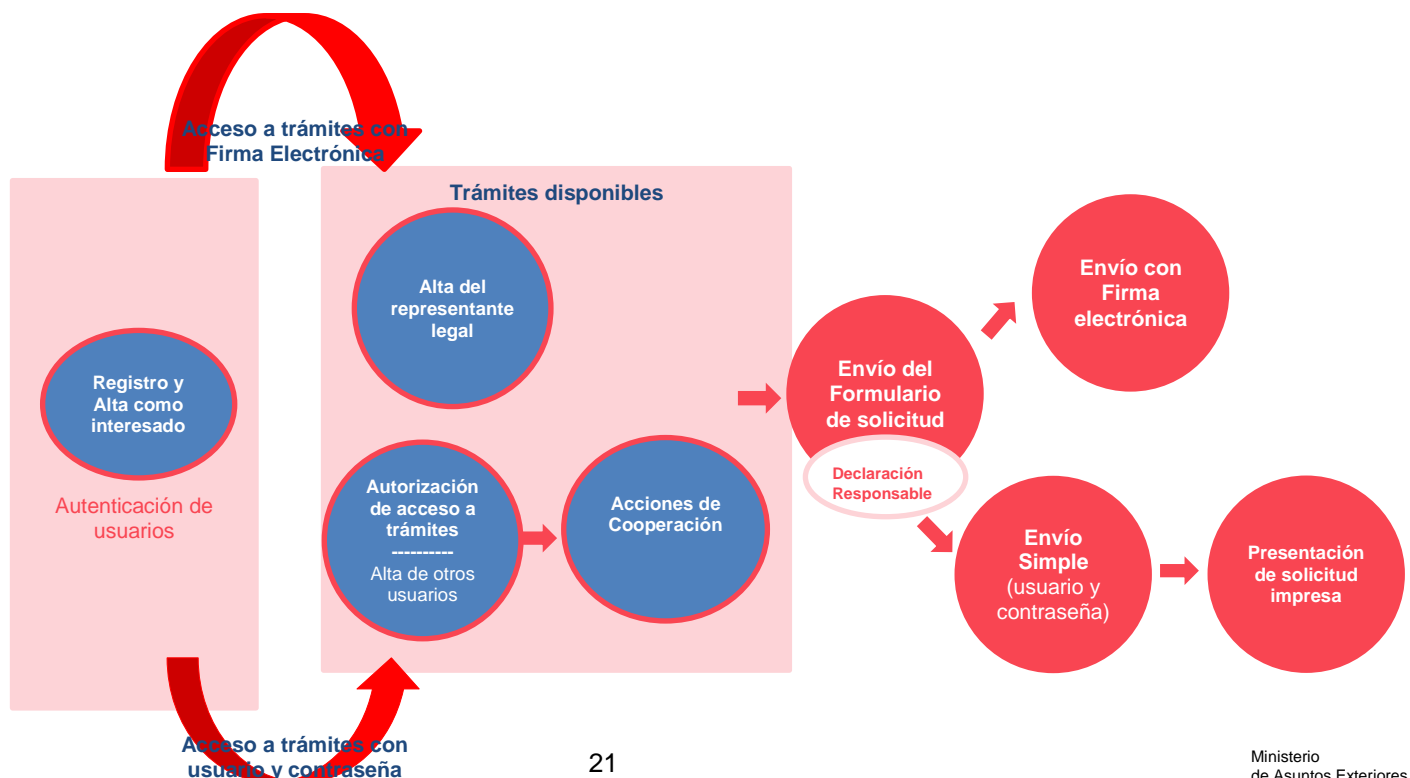 Acceso a trámites con
Firma Electrónica
Trámites disponibles
Alta del
representante
legal
Registro y
Alta como
interesado
Autenticación de
usuarios
Autorización
de acceso a
trámites
----------
Alta de otros
usuarios
Acciones de
Cooperación
Envío del
Formulario
de solicitud
Declaración
Responsable
Envío con
Firma
electrónica
Envío
Simple
(usuario y
contraseña)
Presentación
de solicitud
impresa
Acceso a trámites con
usuario y contraseña
21
Ministerio
de Asuntos Exteriores